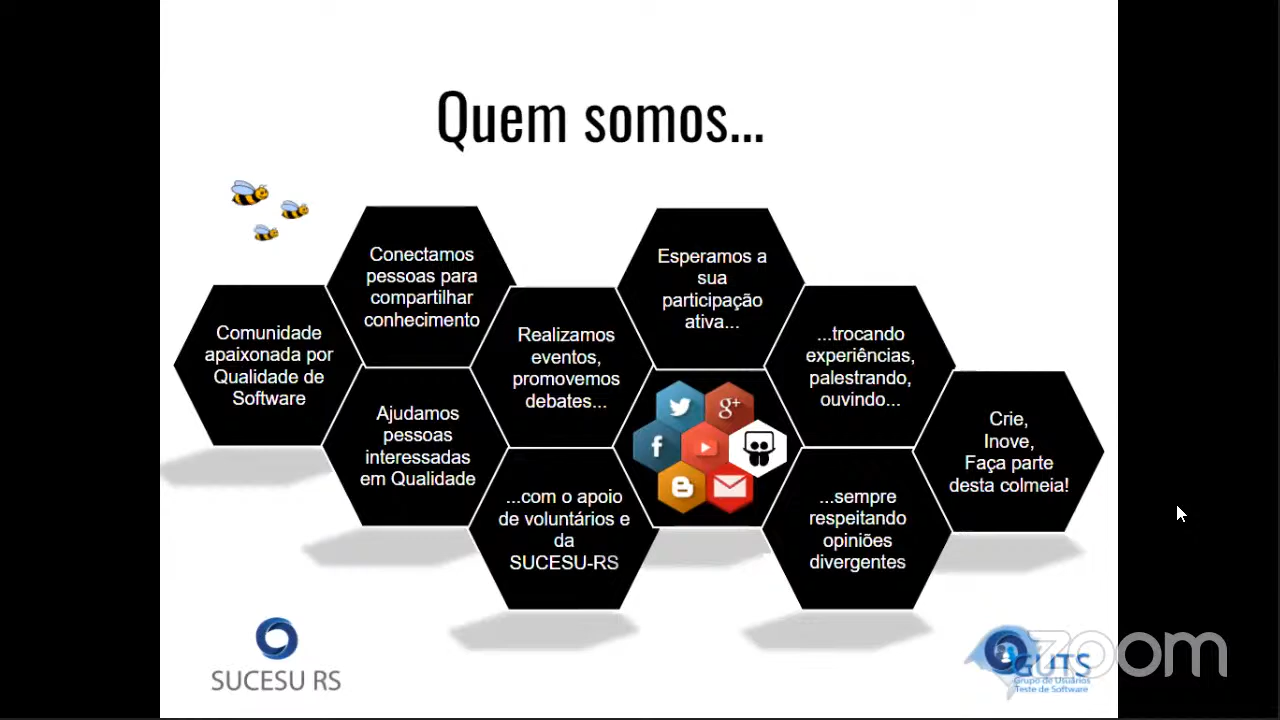 Quem somos...
Comunidade
apaixonada por
Qualidade de
Software
Conectamos
pessoas para
compartilhar
conhecimento
Ajudamos
pessoas
interessadas
em Qualidade
Realizamos
eventos,
promovemos
debates...
...com o apoio
de voluntários e
da
SUCESU-RS
Esperamos a
sua
participação
ativa...
g+
f
...trocando
experiências,
palestrando,
ouvindo...
...sempre
respeitando
opiniões
divergentes
Crie,
Inove,
Faça parte
desta colmeia!
SUCESU RS
GUTS
Grupo de Usuários
Teste de Software
zoom